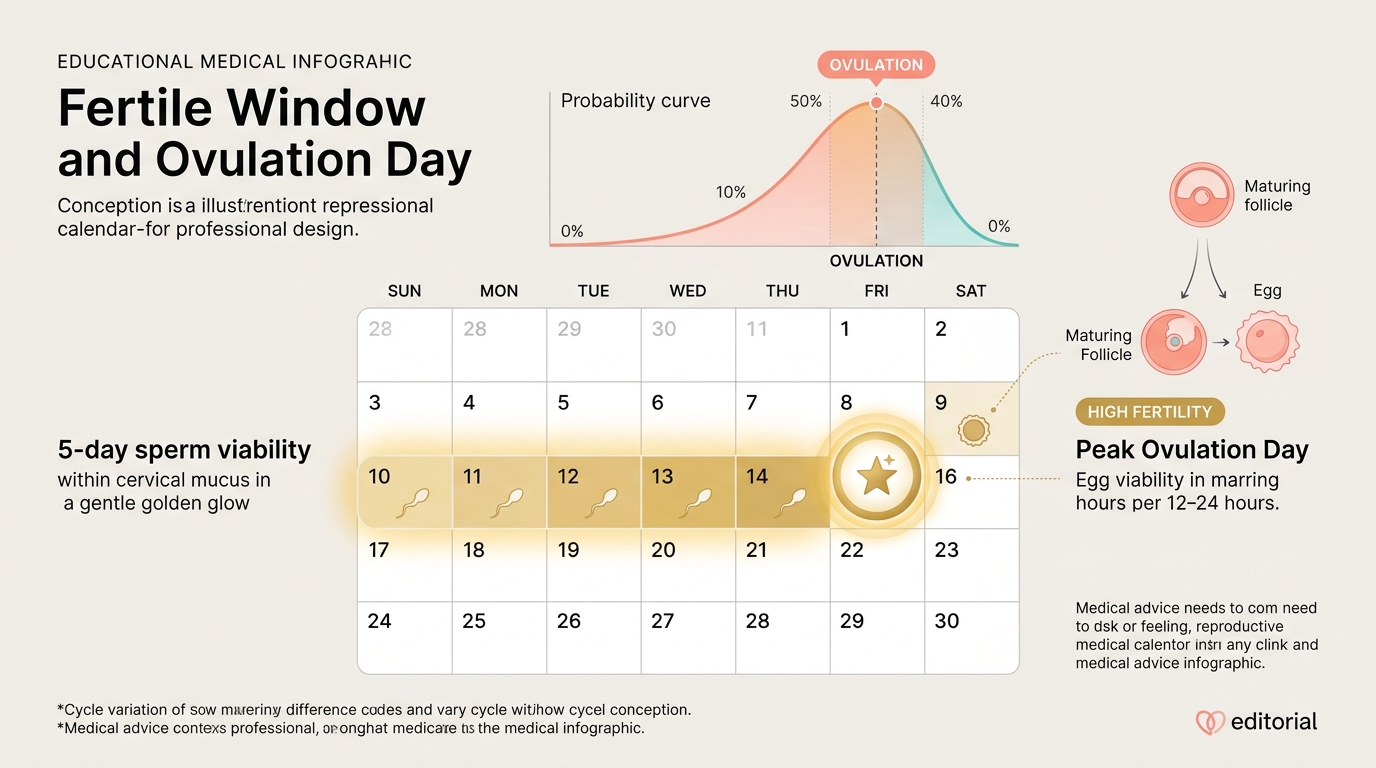 EDUCATIONAL MEDICAL INFOGRAHIC
Fertile Window
and Ovulation Day
Conception is a illust
repressional
calendar-for professional design.
OVULATION
Probability curve
50%
40%
10%
0%
0%
OVULATION
Maturing
follicle
Egg
Maturing
Follicle
SUN MON TUE WED THU FRI SAT
28 28 29 30 11 1 2
3 4 5 6 7 8 9
10 11 12 13 14 16
17 18 19 20 21 22 23
24 25 26 27 28 29 30
5-day sperm viability
within cervical mucus in
a gentle golden glow
HIGH FERTILITY
Peak Ovulation Day
Egg viability in marring
hours per 12–24 hours.
Medical advice needs to com need
to dsk or feeling, reproductive
medical calentor any clink and
medical advice infographic.
*Cycle variation of sow difference codes and vary cycle cycel conception.
*Medical advice contexs professional, medicate the medical infographic.
editorial